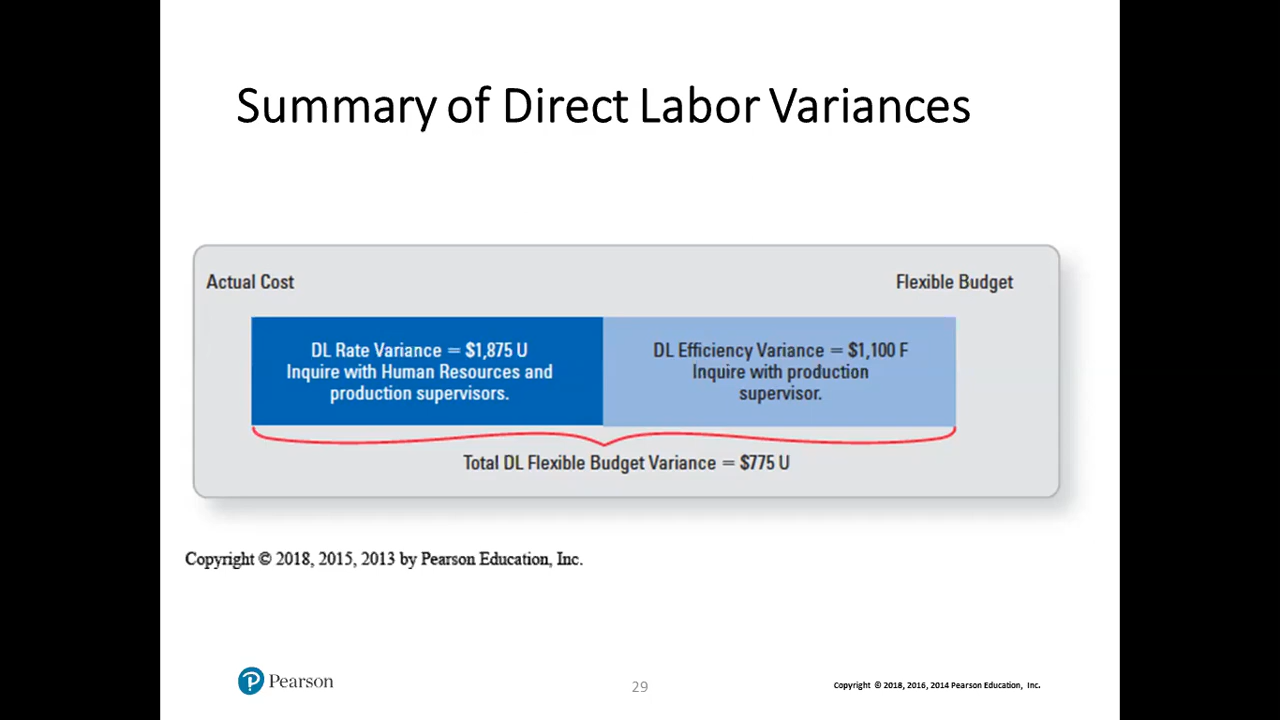 Summary of Direct Labor Variances
Actual Cost
Flexible Budget
DL Rate Variance = $1,875 U
Inquire with Human Resources and
production supervisors.
DL Efficiency Variance = $1,100 F
Inquire with production
supervisor.
Total DL Flexible Budget Variance = $775 U
Copyright © 2018, 2015, 2013 by Pearson Education, Inc.
P Pearson
29
Copyright © 2018, 2016, 2014 Pearson Education, Inc.